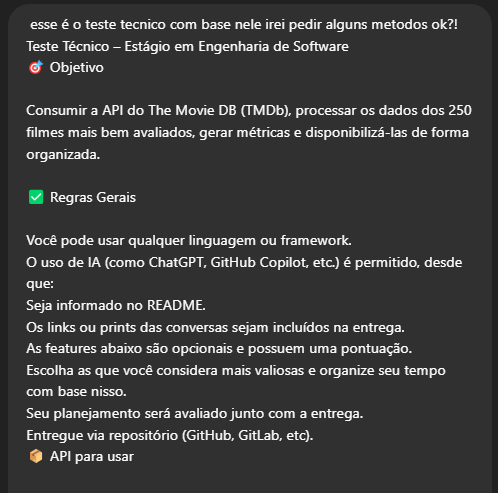 esse é o teste tecnico com base nele irei pedir alguns metodos ok?!
Teste Técnico – Estágio em Engenharia de Software
🎯 Objetivo
Consumir a API do The Movie DB (TMDb), processar os dados dos 250
filmes mais bem avaliados, gerar métricas e disponibilizá-las de forma
organizada.
✅ Regras Gerais
Você pode usar qualquer linguagem ou framework.
O uso de IA (como ChatGPT, GitHub Copilot, etc.) é permitido, desde
que:
Seja informado no README.
Os links ou prints das conversas sejam incluídos na entrega.
As features abaixo são opcionais e possuem uma pontuação.
Escolha as que você considera mais valiosas e organize seu tempo
com base nisso.
Seu planejamento será avaliado junto com a entrega.
Entregue via repositório (GitHub, GitLab, etc).
📦 API para usar